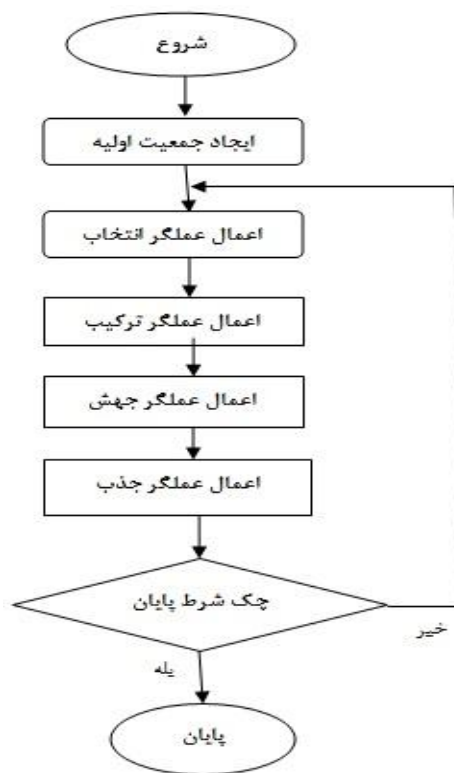 شروع
ایجاد جمعیت اولیه
اعمال عملگر انتخاب
اعمال عملگر ترکیب
اعمال عملگر جهش
اعمال عملگر جذب
چک شرط پایان
خیر
یله
پایان